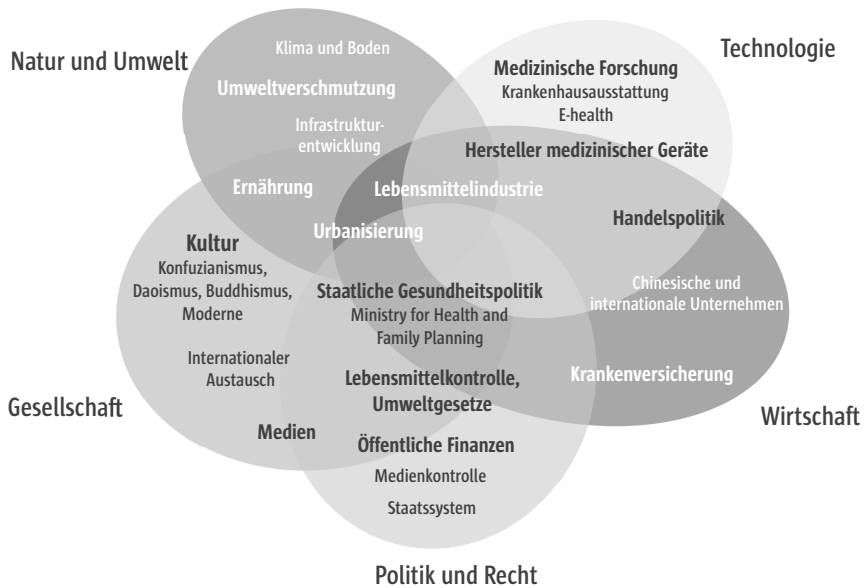 Natur und Umwelt
Klima und Boden
Umweltverschmutzung
Infrastruktur-
entwicklung
Ernährung
Technologie
Medizinische Forschung
Krankenhausausstattung
E-health
Hersteller medizinischer Geräte
Lebensmittelindustrie
Urbanisierung
Handelspolitik
Kultur
Konfuzianismus,
Daoismus, Buddhismus,
Moderne
Staatliche Gesundheitspolitik
Ministry for Health and
Family Planning
Chinesische und
internationale Unternehmen
Internationaler
Austausch
Lebensmittelkontrolle,
Umweltgesetze
Krankenversicherung
Gesellschaft
Wirtschaft
Medien
Öffentliche Finanzen
Medienkontrolle
Staatssystem
Politik und Recht